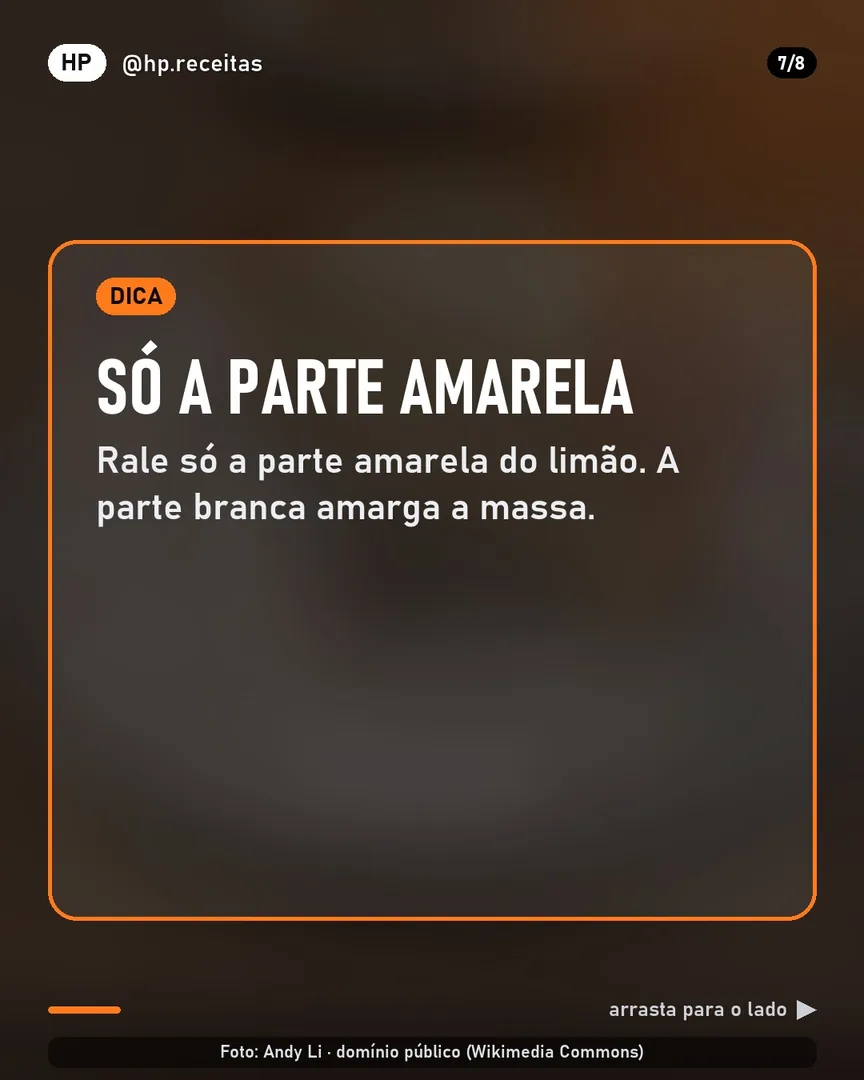 HP @hp.receitas 7/8
DICA
SÓ A PARTE AMARELA
Rale só a parte amarela do limão. A
parte branca amarga a massa.
arrasta para o lado ▶
Foto: Andy Li · domínio público (Wikimedia Commons)